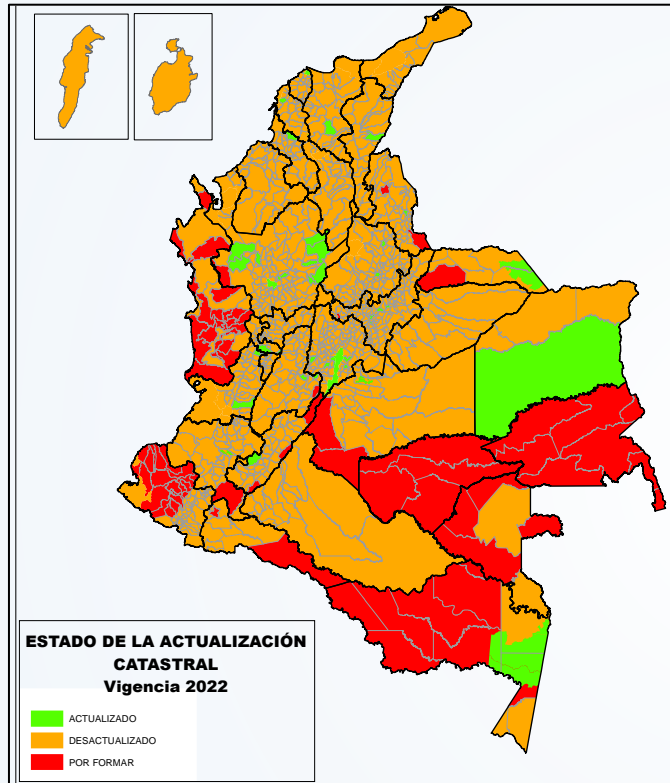 ESTADO DE LA ACTUALIZACIÓN
CATASTRAL
Vigencia 2022
ACTUALIZADO
DESACTUALIZADO
POR FORMAR